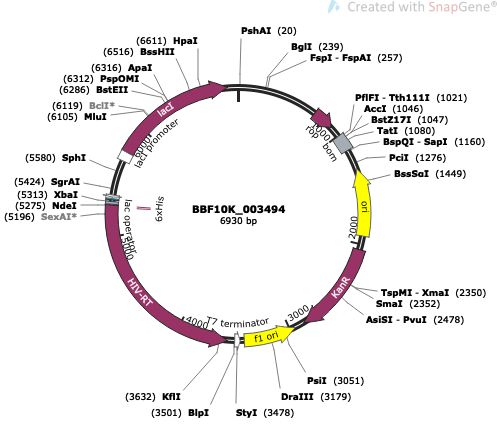 Created with SnapGene®
PshAI (20)
BglI (239)
FspI - FspAI (257)
PflFI - Tth111I (1021)
AccI (1046)
BstZ17I (1047)
TatI (1080)
BspQI - SapI (1160)
PciI (1276)
BssSαI (1449)
TspMI - XmaI (2350)
SmaI (2352)
AsiSI - PvuI (2478)
PsiI (3051)
DraIII (3179)
StyI (3478)
(3501) BlpI
(3632) KflI
(5196) SexAI*
(5275) NdeI
(5313) XbaI
(5424) SgrAI
(5580) SphI
(6105) MluI
(6119) BclI*
(6286) BstEII
(6312) PspOMI
(6316) ApaI
(6516) BssHII
(6611) HpaI
lacI
lacI promoter
rop
bom
ori
KanR
f1 ori
T7 terminator
HIV-RT
lac operator
6xHis
1000
2000
3000
4000
5000
6000
BBF10K_003494
6930 bp